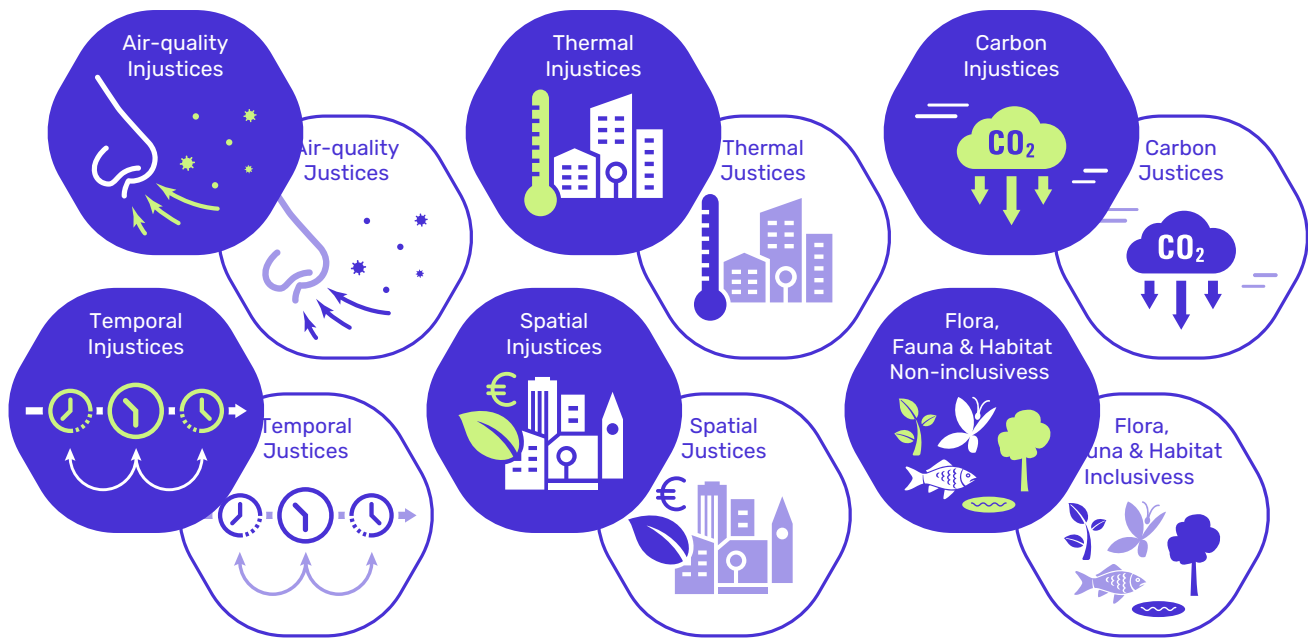 Air-quality
Injustices
Air-quality
Justices
Thermal
Injustices
Thermal
Justices
Carbon
Injustices
CO₂
Carbon
Justices
CO₂
Temporal
Injustices
Temporal
Justices
Spatial
Injustices
€
Spatial
Justices
€
Flora,
Fauna & Habitat
Non-inclusivess
Flora,
una & Habitat
Inclusivess